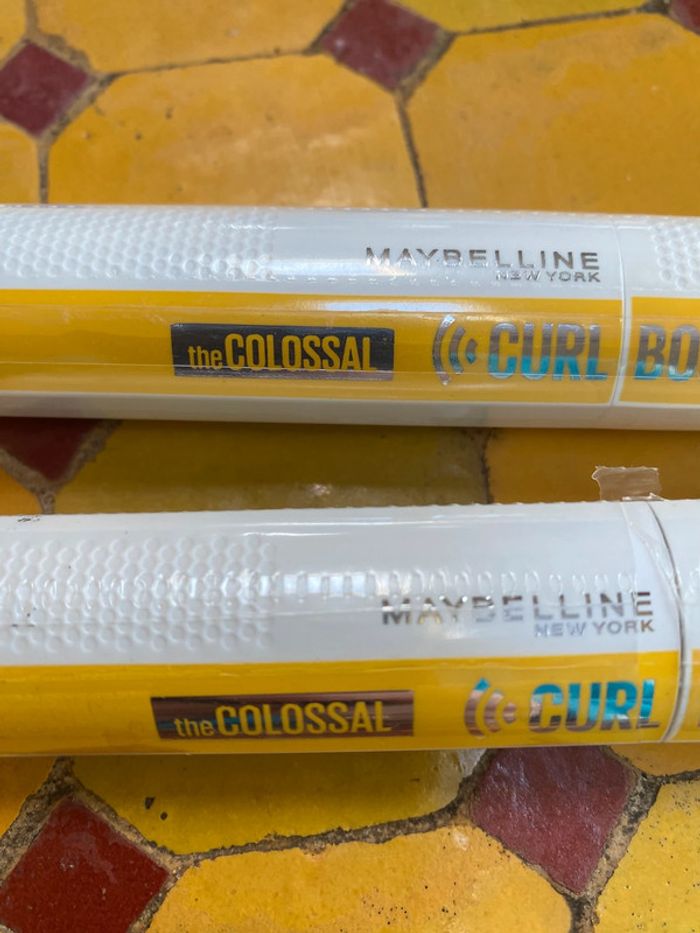 MAYBELLINE
NEW YORK
the COLOSSAL CURL BO
MAYBELLINE
NEW YORK
the COLOSSAL CURL